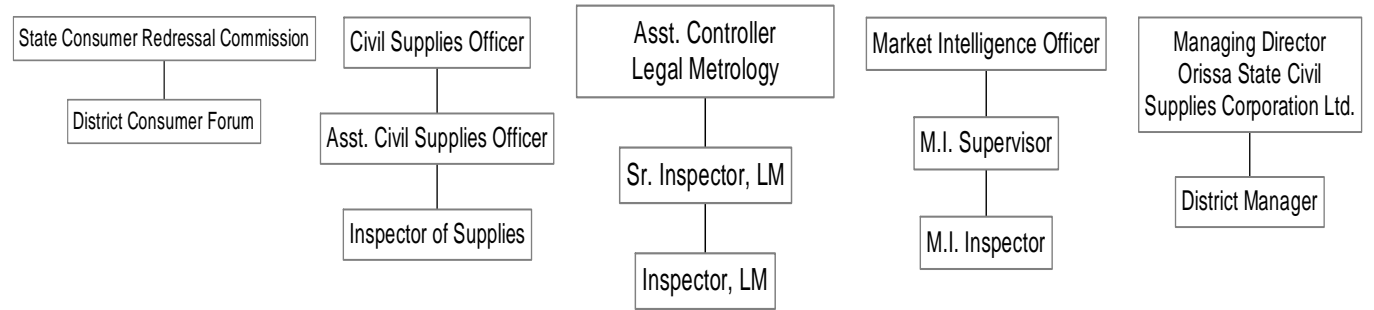 State Consumer Redressal Commission
District Consumer Forum
Civil Supplies Officer
Asst. Civil Supplies Officer
Inspector of Supplies
Asst. Controller
Legal Metrology
Sr. Inspector, LM
Inspector, LM
Market Intelligence Officer
M.I. Supervisor
M.I. Inspector
Managing Director
Orissa State Civil
Supplies Corporation Ltd.
District Manager